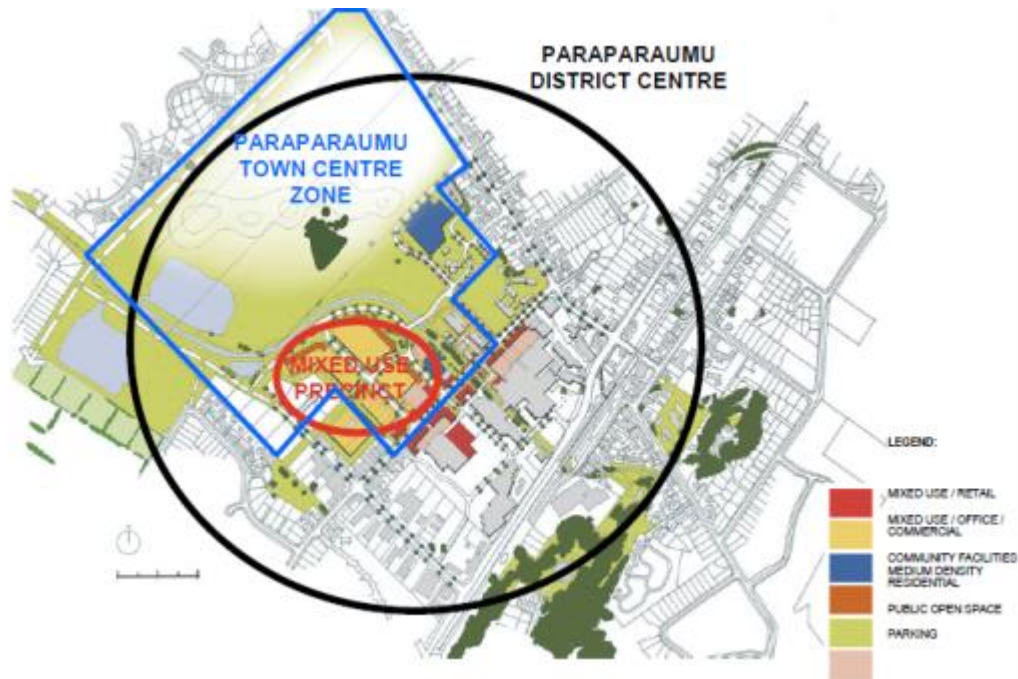 PARAPARAUMU
DISTRICT CENTRE
PARAPARAUMU
TOWN CENTRE
ZONE
MIXED USE
PRECINCT
LEGEND:
MIXED USE / RETAIL
MIXED USE / OFFICE /
COMMERCIAL
COMMUNITY FACILITIES
MEDIUM DENSITY
RESIDENTIAL
PUBLIC OPEN SPACE
PARKING